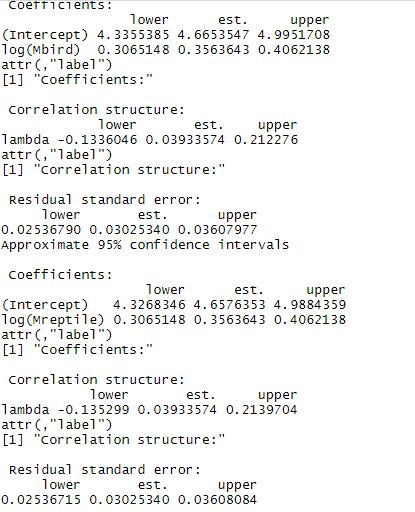 Coefficients:
lower est. upper
(Intercept) 4.3355385 4.6653547 4.9951708
log(Mbird) 0.3065148 0.3563643 0.4062138
attr(,"label")
[1] "Coefficients:"
Correlation structure:
lower est. upper
lambda -0.1336046 0.03933574 0.212276
attr(,"label")
[1] "Correlation structure:"
Residual standard error:
lower est. upper
0.02536790 0.03025340 0.03607977
Approximate 95% confidence intervals
Coefficients:
lower est. upper
(Intercept) 4.3268346 4.6576353 4.9884359
log(Mreptile) 0.3065148 0.3563643 0.4062138
attr(,"label")
[1] "Coefficients:"
Correlation structure:
lower est. upper
lambda -0.135299 0.03933574 0.2139704
attr(,"label")
[1] "Correlation structure:"
Residual standard error:
lower est. upper
0.02536715 0.03025340 0.03608084